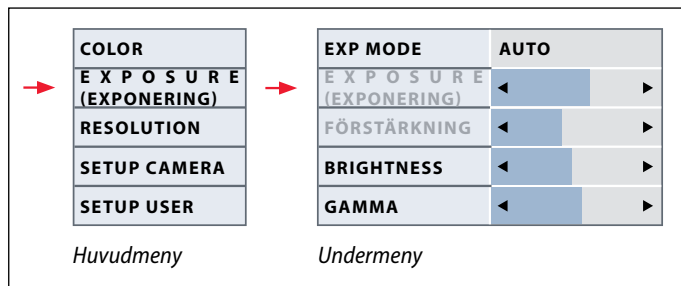 COLOR
EXPOSURE
(EXPONERING)
RESOLUTION
SETUP CAMERA
SETUP USER
Huvudmeny
EXP MODE AUTO
EXPOSURE
(EXPONERING)
FÖRSTÄRKNING
BRIGHTNESS
GAMMA
Undermeny